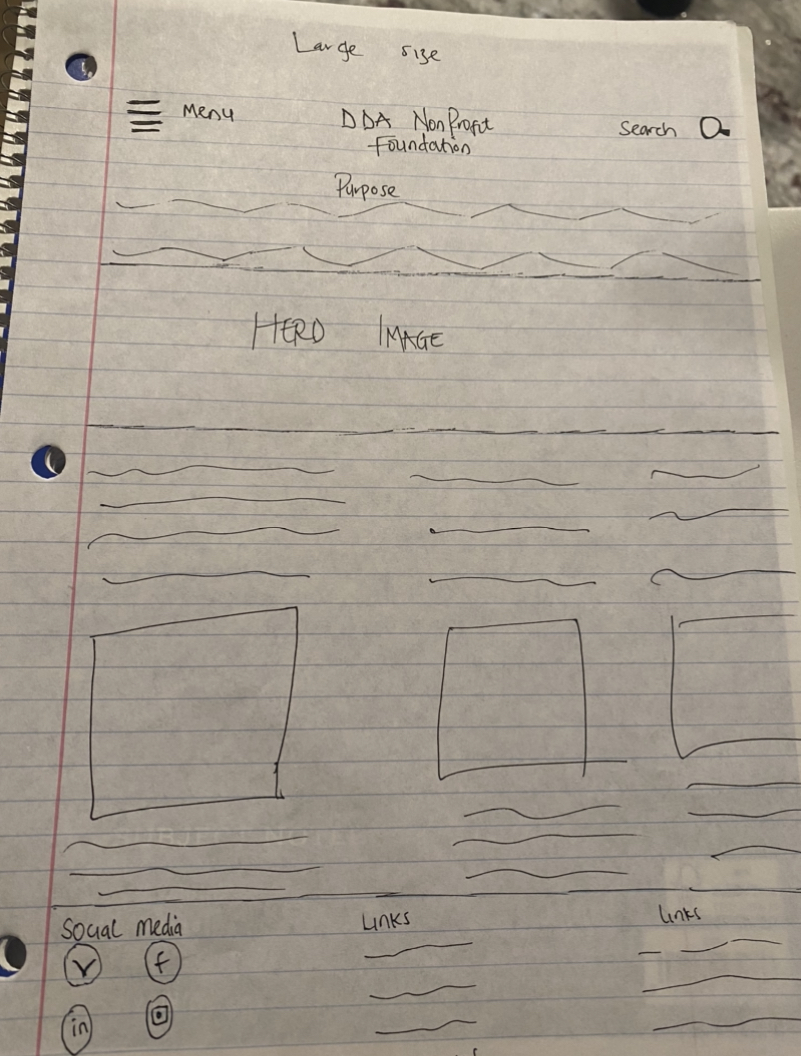 Large size
Menu
DDA NonProfit
Foundation
Search
Purpose
HERO IMAGE
Social Media
Links
Links
V
f
in